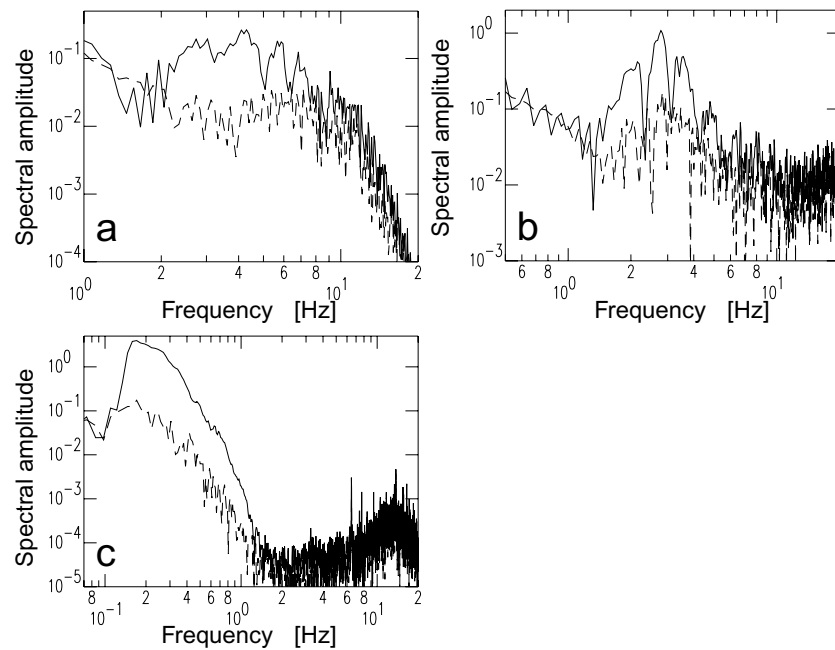 Spectral amplitude
10⁻¹
10⁻²
10⁻³
10⁻⁴
a
10⁰ 2 4 6 8 10¹ 2
Frequency [Hz]
Spectral amplitude
10⁰
10⁻¹
10⁻²
10⁻³
b
6 8 10⁰ 2 4 6 8 10¹
Frequency [Hz]
Spectral amplitude
10⁰
10⁻¹
10⁻²
10⁻³
10⁻⁴
10⁻⁵
c
8 10⁻¹ 2 4 6 8 10⁰ 2 4 6 8 10¹ 2
Frequency [Hz]